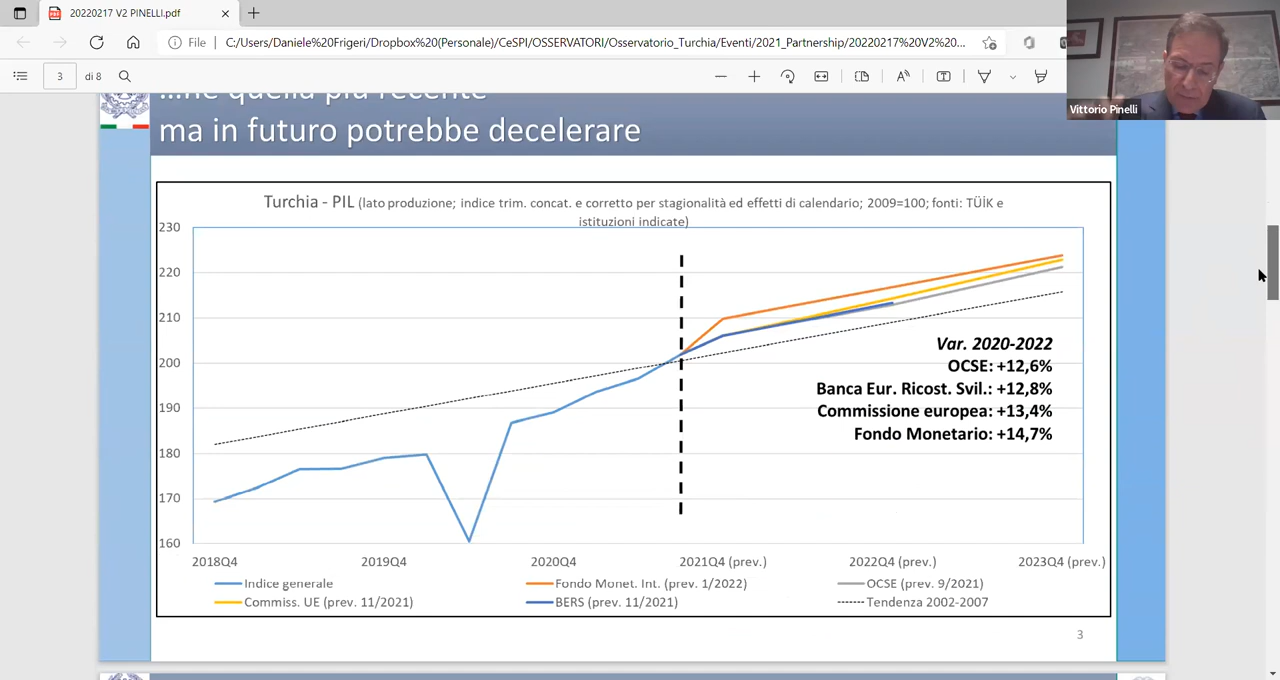 20220217 V2 PINELLI.pdf
File
C:/Users/Daniele%20Frigeri/Dropbox%20(Personale)/CeSPI/OSSERVATORI/Osservatorio_Turchia/Eventi/2021_Partnership/20220217%20V2%20...
3 di 8
Vittorio Pinelli
...né quella più recente
ma in futuro potrebbe decelerare
Turchia - PIL (lato produzione; indice trim. concat. e corretto per stagionalità ed effetti di calendario; 2009=100; fonti: TÜİK e
istituzioni indicate)
230
220
210
200
190
180
170
160
Var. 2020-2022
OCSE: +12,6%
Banca Eur. Ricost. Svil.: +12,8%
Commissione europea: +13,4%
Fondo Monetario: +14,7%
2018Q4 2019Q4 2020Q4 2021Q4 (prev.) 2022Q4 (prev.) 2023Q4 (prev.)
Indice generale Fondo Monet. Int. (prev. 1/2022) OCSE (prev. 9/2021)
Commiss. UE (prev. 11/2021) BERS (prev. 11/2021) Tendenza 2002-2007
3